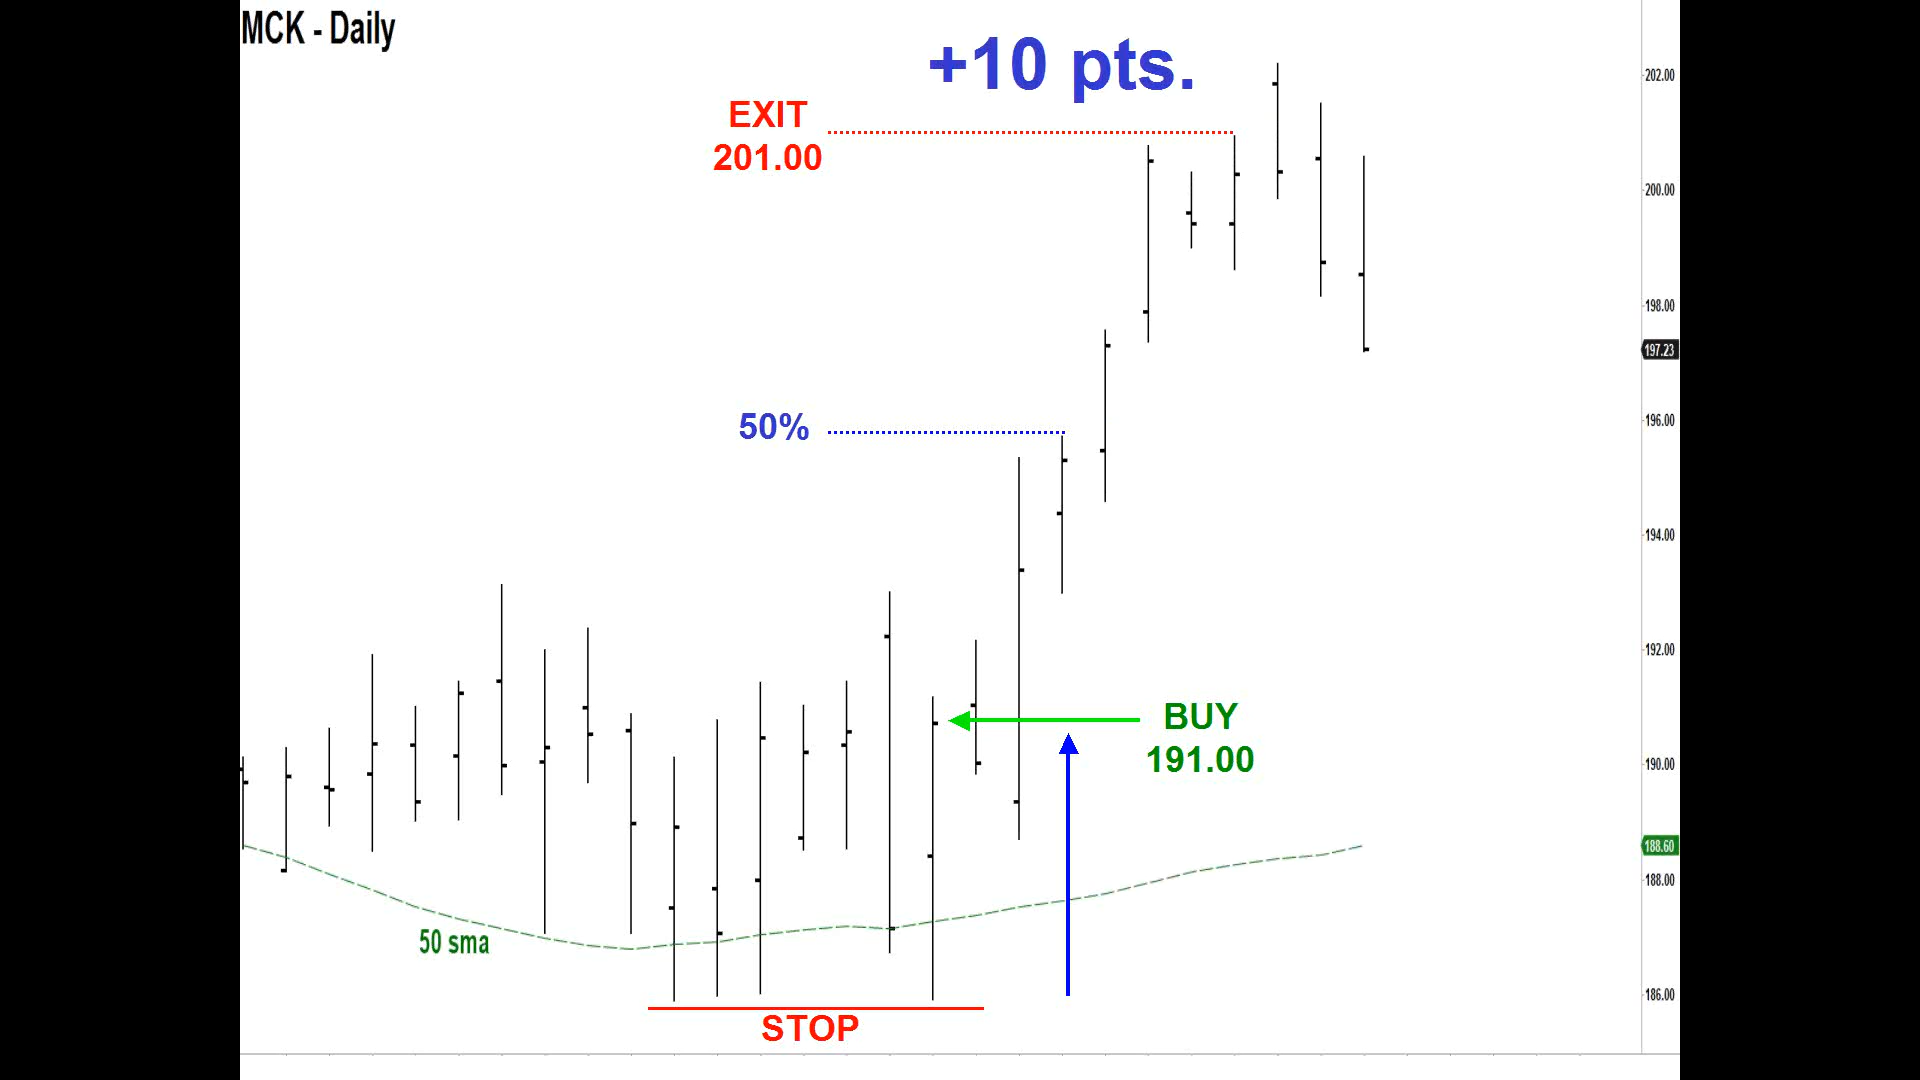 MCK - Daily
+10 pts.
EXIT
201.00
50%
BUY
191.00
50 sma
STOP
202.00
200.00
198.00
197.23
196.00
194.00
192.00
190.00
188.60
188.00
186.00